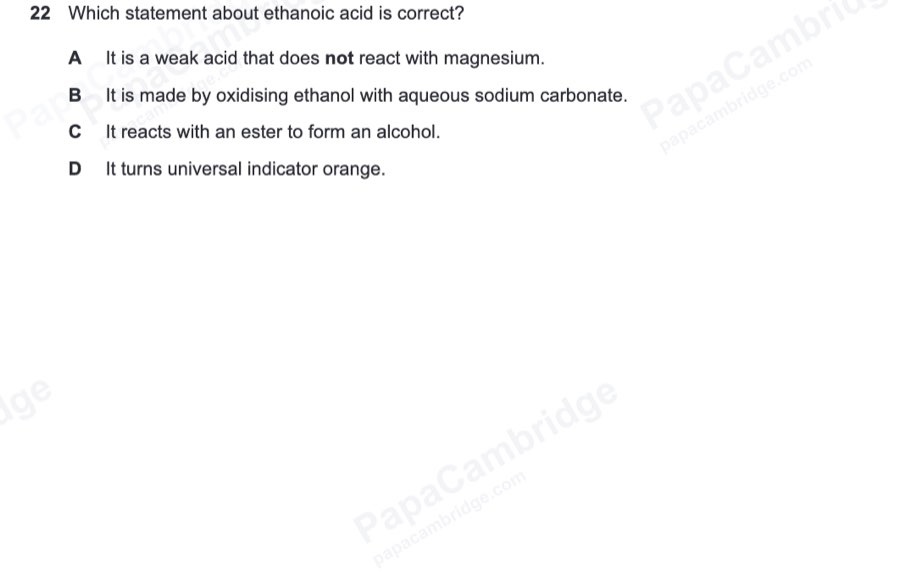 22 Which statement about ethanoic acid is correct?
A It is a weak acid that does not react with magnesium.
B It is made by oxidising ethanol with aqueous sodium carbonate.
C It reacts with an ester to form an alcohol.
D It turns universal indicator orange.
PapaCambridge
papacambridge.com
PapaCambridge
papacambridge.com